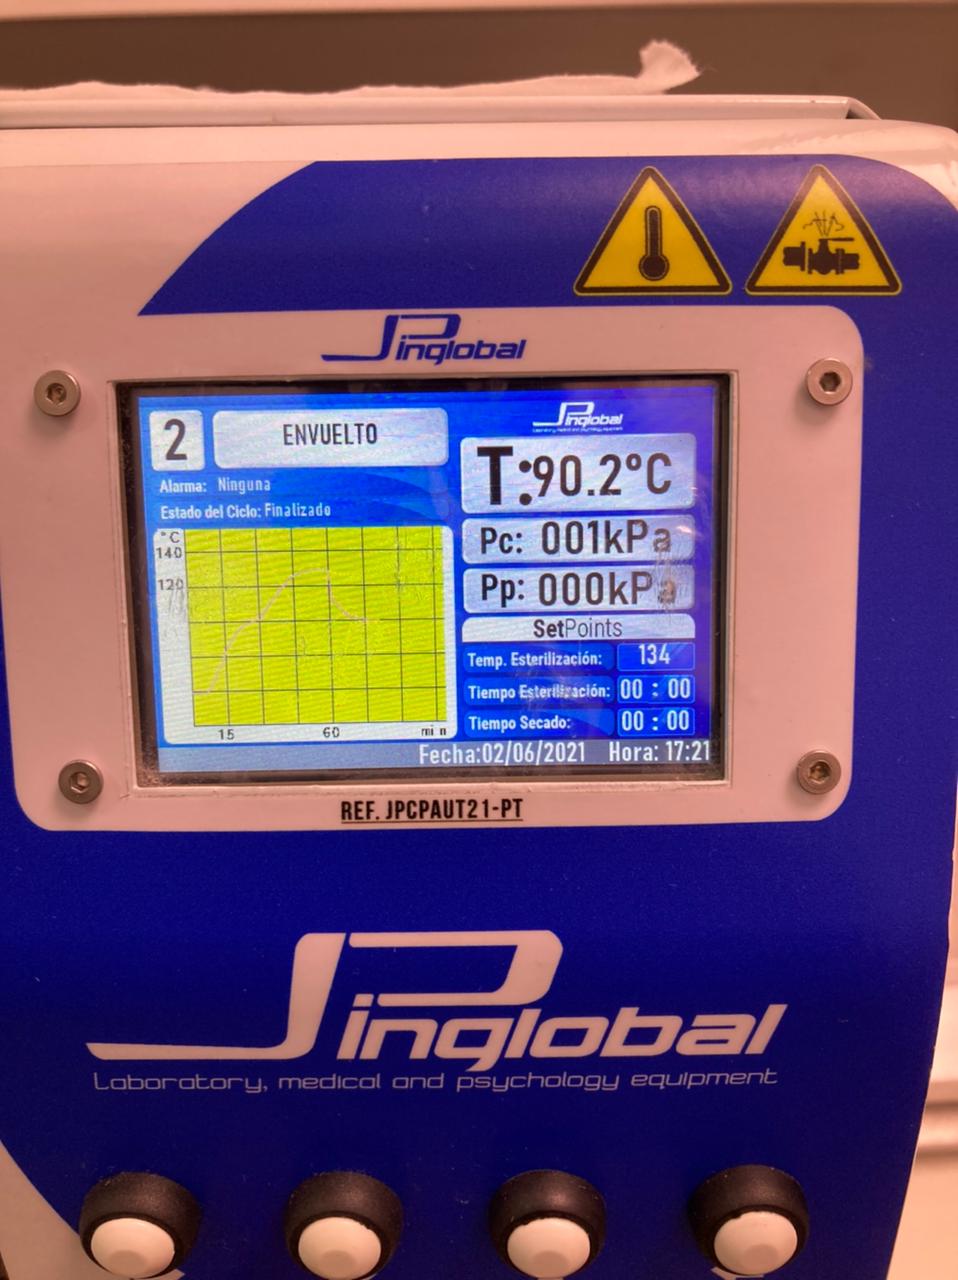 JPinglobal
2
ENVUELTO
JPinglobal
Alarma: Ninguna
Estado del Ciclo: Finalizado
T:90.2°C
Pc: 001kPa
Pp: 000kPa
SetPoints
Temp. Esterilización: 134
Tiempo Esterilización: 00 : 00
Tiempo Secado: 00 : 00
°C
140
120
15 60 min
Fecha:02/06/2021 Hora: 17:21
REF. JPCPAUT21-PT
JPinglobal
Laboratory, medical and psychology equipment